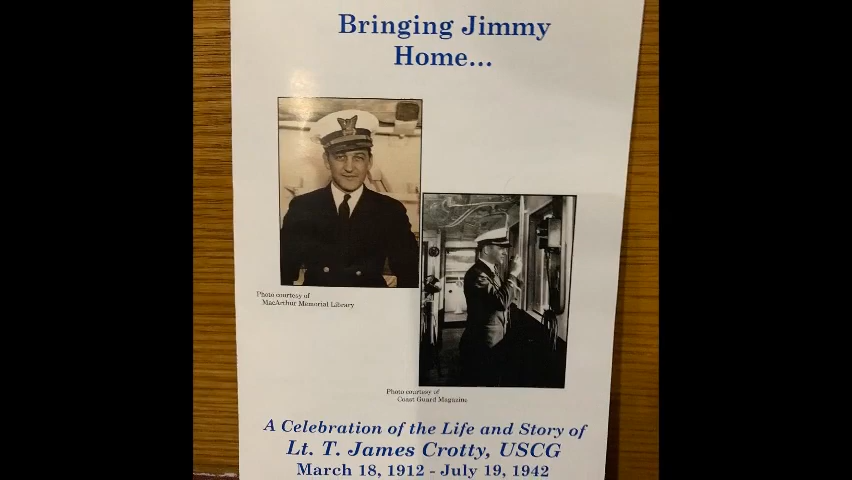 Bringing Jimmy
Home...
Photo courtesy of
MacArthur Memorial Library
Photo courtesy of
Coast Guard Magazine
A Celebration of the Life and Story of
Lt. T. James Crotty, USCG
March 18, 1912 - July 19, 1942